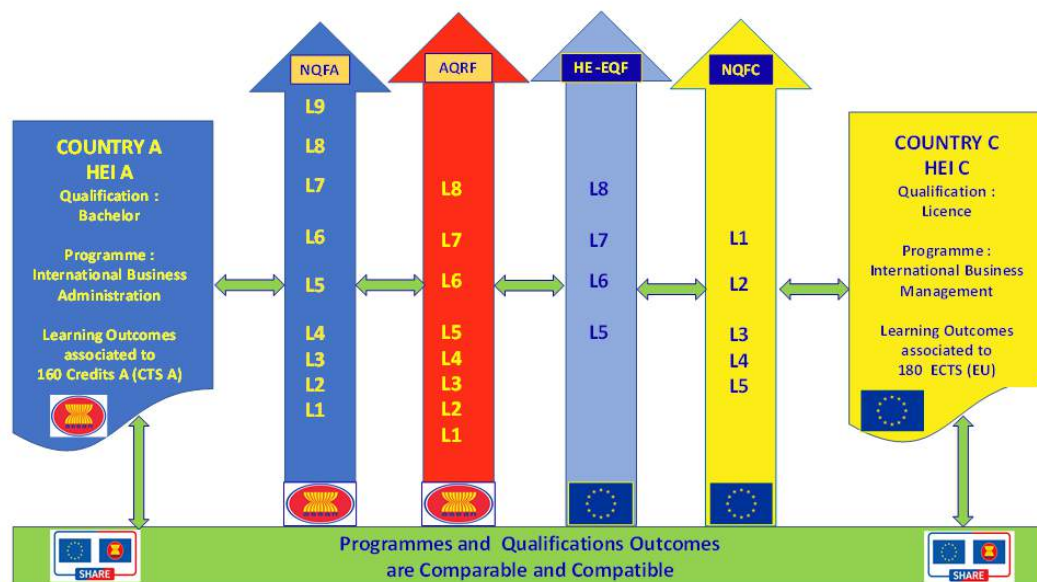 COUNTRY A
HEI A
Qualification :
Bachelor
Programme :
International Business
Administration
Learning Outcomes
associated to
160 Credits A (CTS A)
NQFA
L9
L8
L7
L6
L5
L4
L3
L2
L1
AQRF
L8
L7
L6
L5
L4
L3
L2
L1
HE -EQF
L8
L7
L6
L5
NQFC
L1
L2
L3
L4
L5
COUNTRY C
HEI C
Qualification :
Licence
Programme :
International Business
Management
Learning Outcomes
associated to
180 ECTS (EU)
SHARE
Programmes and Qualifications Outcomes
are Comparable and Compatible
SHARE